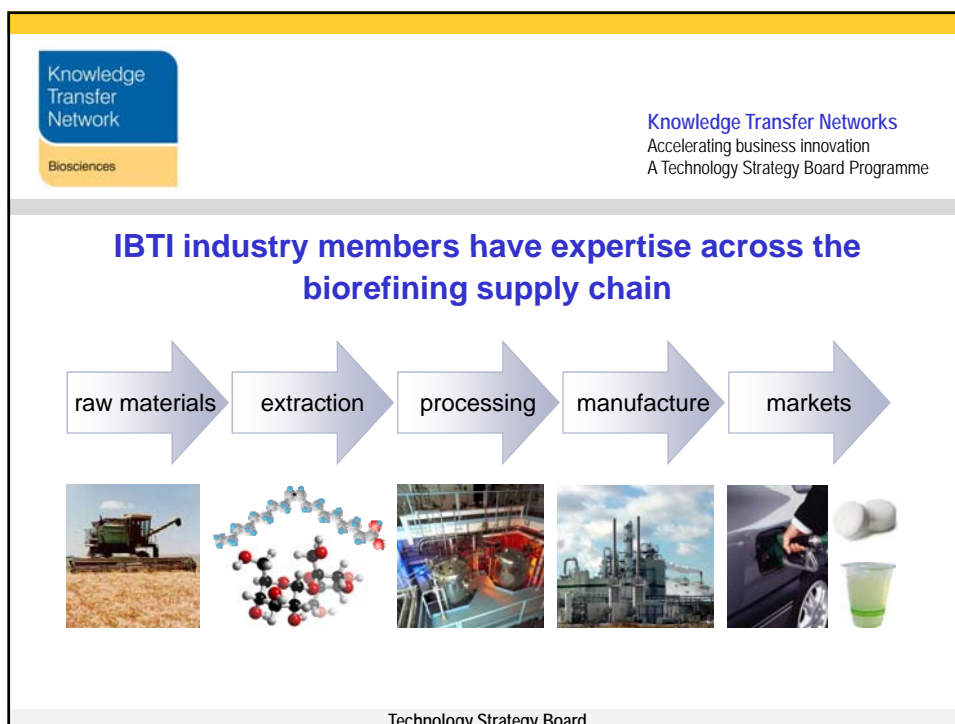 Knowledge
Transfer
Network
Biosciences
Knowledge Transfer Networks
Accelerating business innovation
A Technology Strategy Board Programme
IBTI industry members have expertise across the
biorefining supply chain
raw materials
extraction
processing
manufacture
markets
Technology Strategy Board